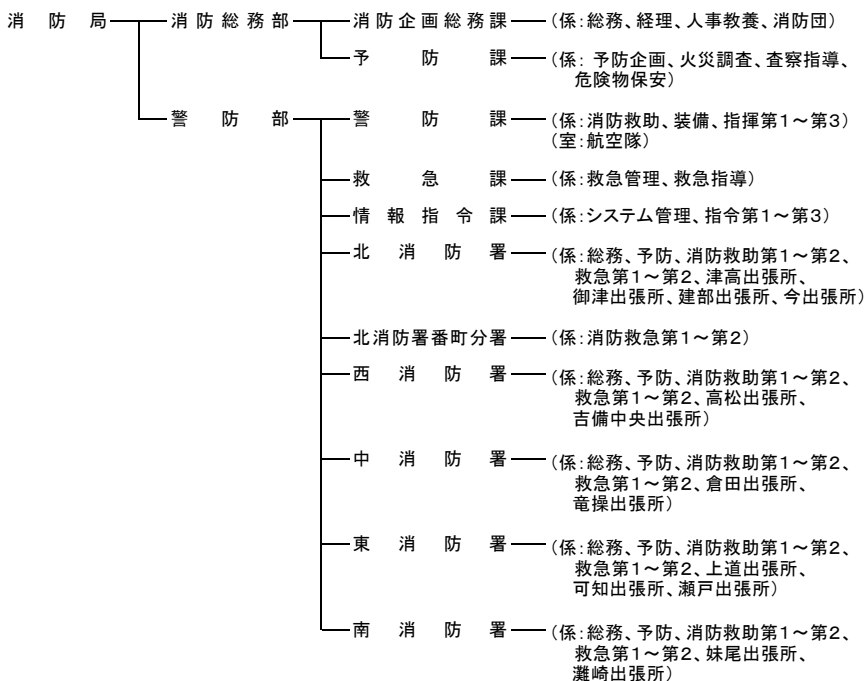 消防局 消防総務部 消防企画総務課 (係：総務、経理、人事教養、消防団)
予防課 (係： 予防企画、火災調査、査察指導、
危険物保安)
警防部 警防課 (係：消防救助、装備、指揮第１～第３)
(室：航空隊)
救急課 (係：救急管理、救急指導)
情報指令課 (係：システム管理、指令第１～第３)
北消防署 (係：総務、予防、消防救助第１～第２、
救急第１～第２、津高出張所、
御津出張所、建部出張所、今出張所)
北消防署番町分署 (係：消防救急第１～第２)
西消防署 (係：総務、予防、消防救助第１～第２、
救急第１～第２、高松出張所、
吉備中央出張所)
中消防署 (係：総務、予防、消防救助第１～第２、
救急第１～第２、倉田出張所、
竜操出張所)
東消防署 (係：総務、予防、消防救助第１～第２、
救急第１～第２、上道出張所、
可知出張所、瀬戸出張所)
南消防署 (係：総務、予防、消防救助第１～第２、
救急第１～第２、妹尾出張所、
灘崎出張所)